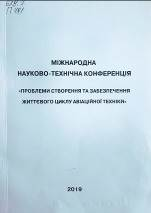 МІЖНАРОДНА
НАУКОВО-ТЕХНІЧНА КОНФЕРЕНЦІЯ
«ПРОБЛЕМИ СТВОРЕННЯ ТА ЗАБЕЗПЕЧЕННЯ
ЖИТТЄВОГО ЦИКЛУ АВІАЦІЙНОЇ ТЕХНІКИ»
2019